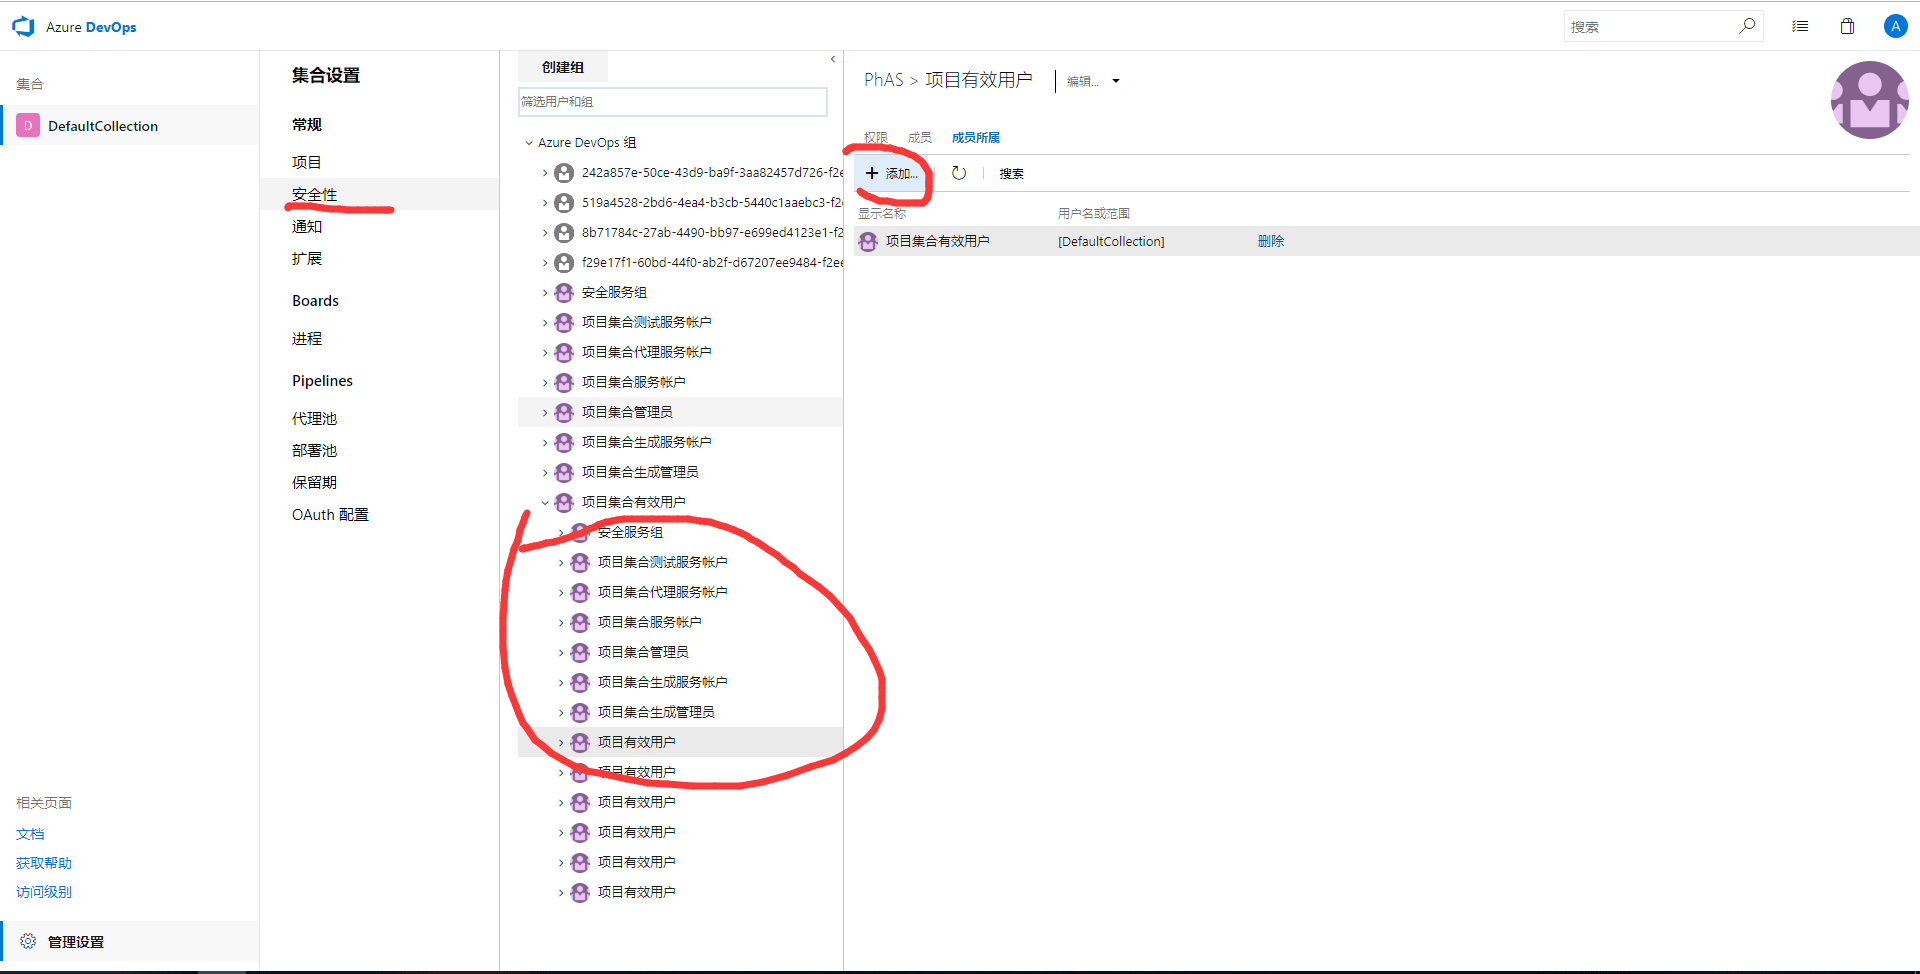 Azure DevOps
搜索
A
集合
D DefaultCollection
相关页面
文档
获取帮助
访问级别
管理设置
集合设置
常规
项目
安全性
通知
扩展
Boards
进程
Pipelines
代理池
部署池
保留期
OAuth 配置
创建组
筛选用户和组
Azure DevOps 组
242a857e-50ce-43d9-ba9f-3aa82457d726-f2e
519a4528-2bd6-4ea4-b3cb-5440c1aaebc3-f2
8b71784c-27ab-4490-bb97-e699ed4123e1-f2
f29e17f1-60bd-44f0-ab2f-d67207ee9484-f2ee
安全服务组
项目集合测试服务帐户
项目集合代理服务帐户
项目集合服务帐户
项目集合管理员
项目集合生成服务帐户
项目集合生成管理员
项目集合有效用户
安全服务组
项目集合测试服务帐户
项目集合代理服务帐户
项目集合服务帐户
项目集合管理员
项目集合生成服务帐户
项目集合生成管理员
项目有效用户
项目有效用户
项目有效用户
项目有效用户
项目有效用户
项目有效用户
PhAS > 项目有效用户
编辑...
权限 成员 成员所属
+ 添加... 搜索
显示名称 用户名或范围
项目集合有效用户 [DefaultCollection] 删除